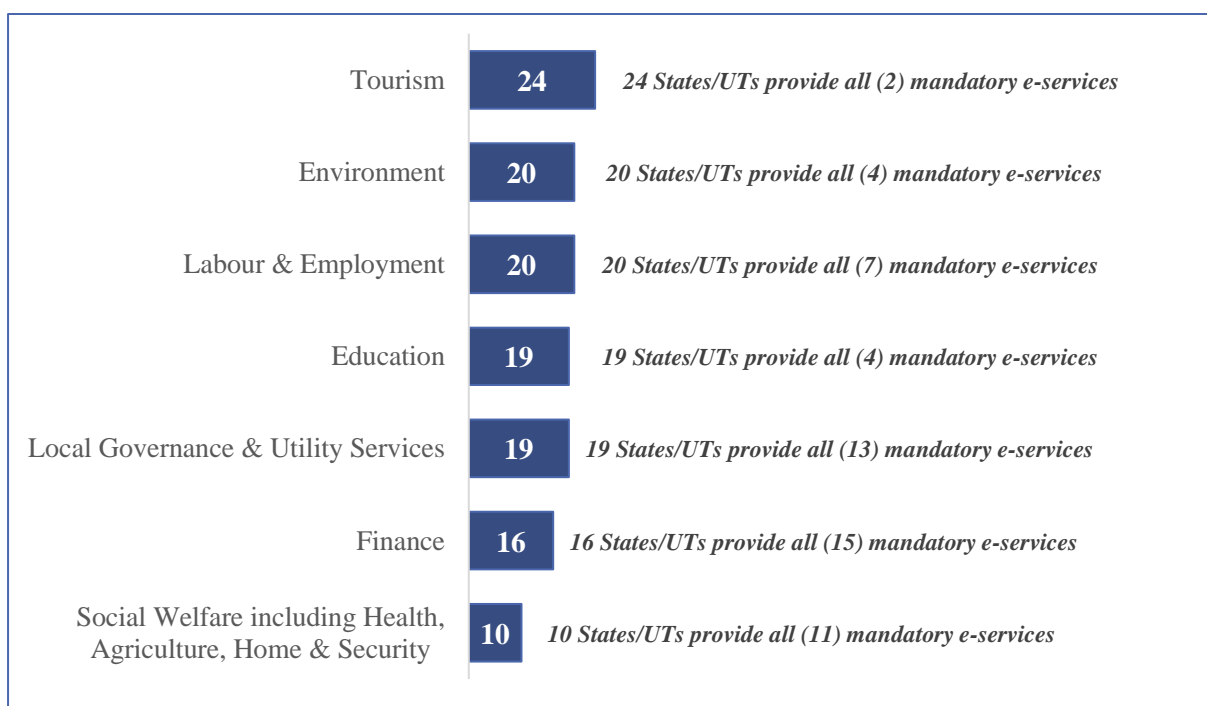 Tourism
24
24 States/UTs provide all (2) mandatory e-services
Environment
20
20 States/UTs provide all (4) mandatory e-services
Labour & Employment
20
20 States/UTs provide all (7) mandatory e-services
Education
19
19 States/UTs provide all (4) mandatory e-services
Local Governance & Utility Services
19
19 States/UTs provide all (13) mandatory e-services
Finance
16
16 States/UTs provide all (15) mandatory e-services
Social Welfare including Health,
Agriculture, Home & Security
10
10 States/UTs provide all (11) mandatory e-services